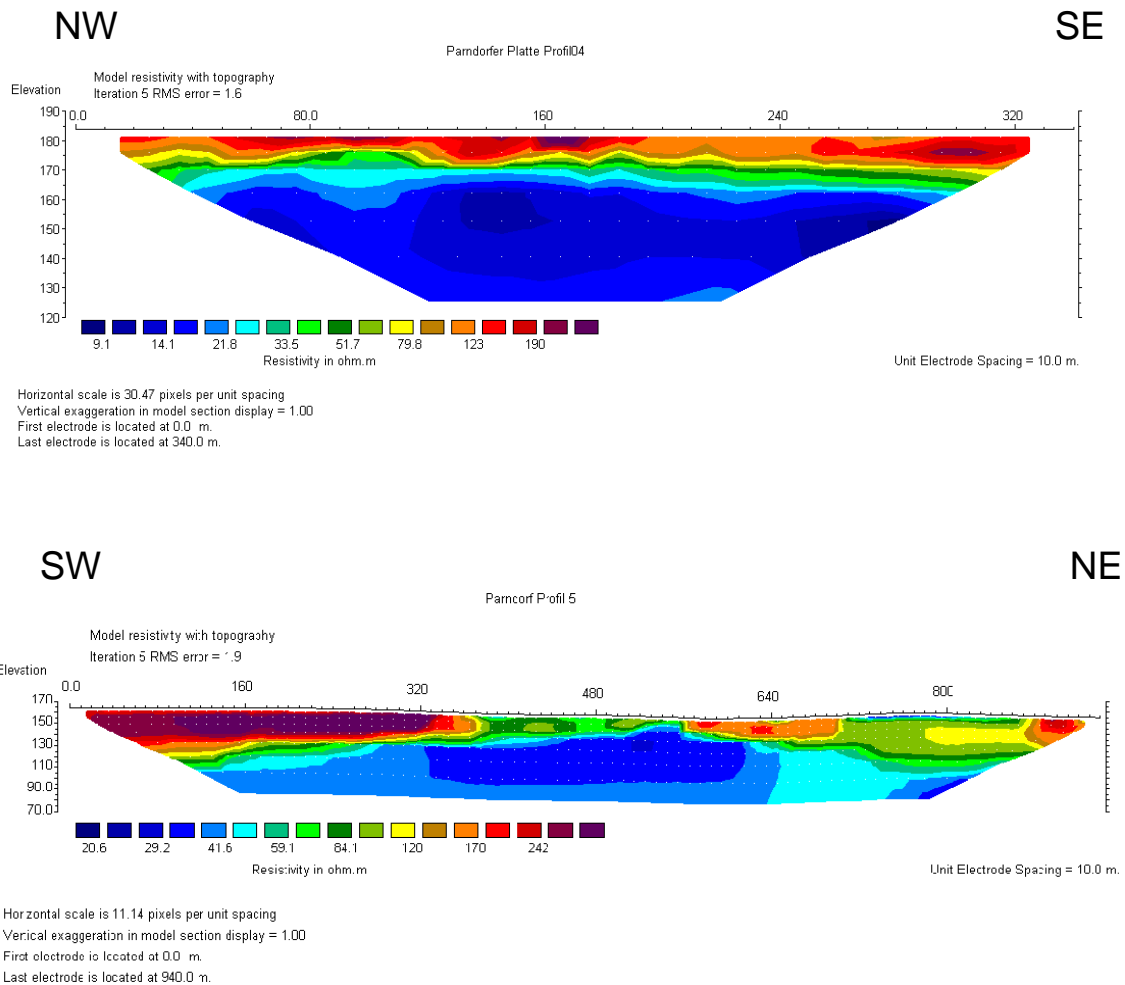 NW SE
Parndorfer Platte Profil04
Model resistivity with topography
Elevation Iteration 5 RMS error = 1.6
190 0.0 80.0 160 240 320
180
170
160
150
140
130
120
9.1 14.1 21.8 33.5 51.7 79.8 123 190
Resistivity in ohm.m Unit Electrode Spacing = 10.0 m.
Horizontal scale is 30.47 pixels per unit spacing
Vertical exaggeration in model section display = 1.00
First electrode is located at 0.0 m.
Last electrode is located at 340.0 m.
SW NE
Parncorf Profil 5
Model resistivty with topography
Iteration 5 RMS error = 1.9
Elevation
0.0 160 320 480 640 800
170
150
130
110
90.0
70.0
20.6 29.2 41.6 59.1 84.1 120 170 242
Resistivity in ohm.m Unit Electrode Spacing = 10.0 m.
Horizontal scale is 11.14 pixels per unit spacing
Vertical exaggeration in model section display = 1.00
First electrode is located at 0.0 m.
Last electrode is located at 940.0 m.